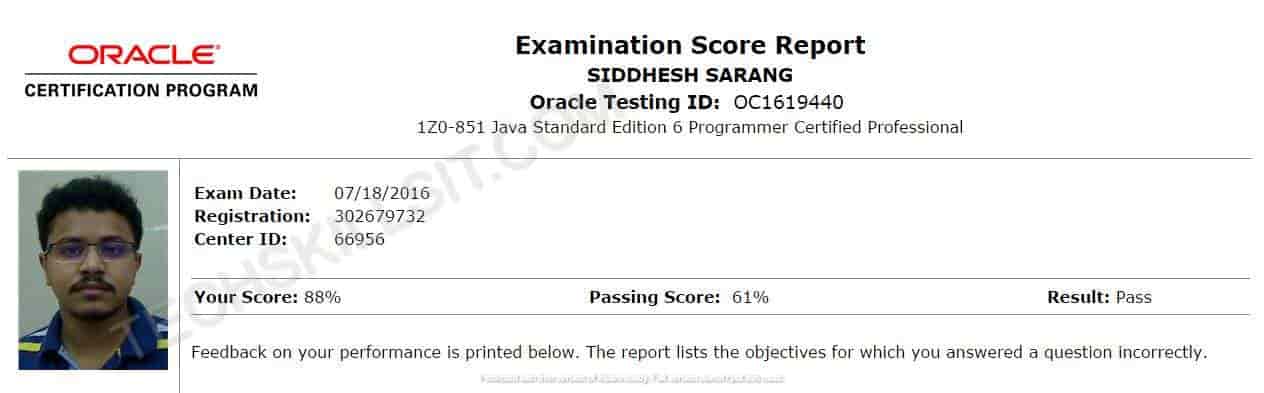 ORACLE®
CERTIFICATION PROGRAM
Examination Score Report
SIDDHESH SARANG
Oracle Testing ID: OC1619440
1Z0-851 Java Standard Edition 6 Programmer Certified Professional
Exam Date: 07/18/2016
Registration: 302679732
Center ID: 66956
Your Score: 88% Passing Score: 61% Result: Pass
Feedback on your performance is printed below. The report lists the objectives for which you answered a question incorrectly.
TECHSKILLSIT.COM